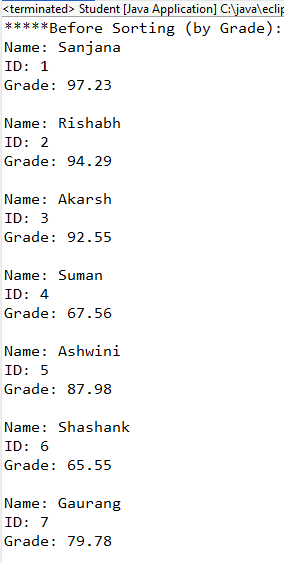 <terminated> Student [Java Application] C:\java\eclip
*****Before Sorting (by Grade):
Name: Sanjana
ID: 1
Grade: 97.23
Name: Rishabh
ID: 2
Grade: 94.29
Name: Akarsh
ID: 3
Grade: 92.55
Name: Suman
ID: 4
Grade: 67.56
Name: Ashwini
ID: 5
Grade: 87.98
Name: Shashank
ID: 6
Grade: 65.55
Name: Gaurang
ID: 7
Grade: 79.78